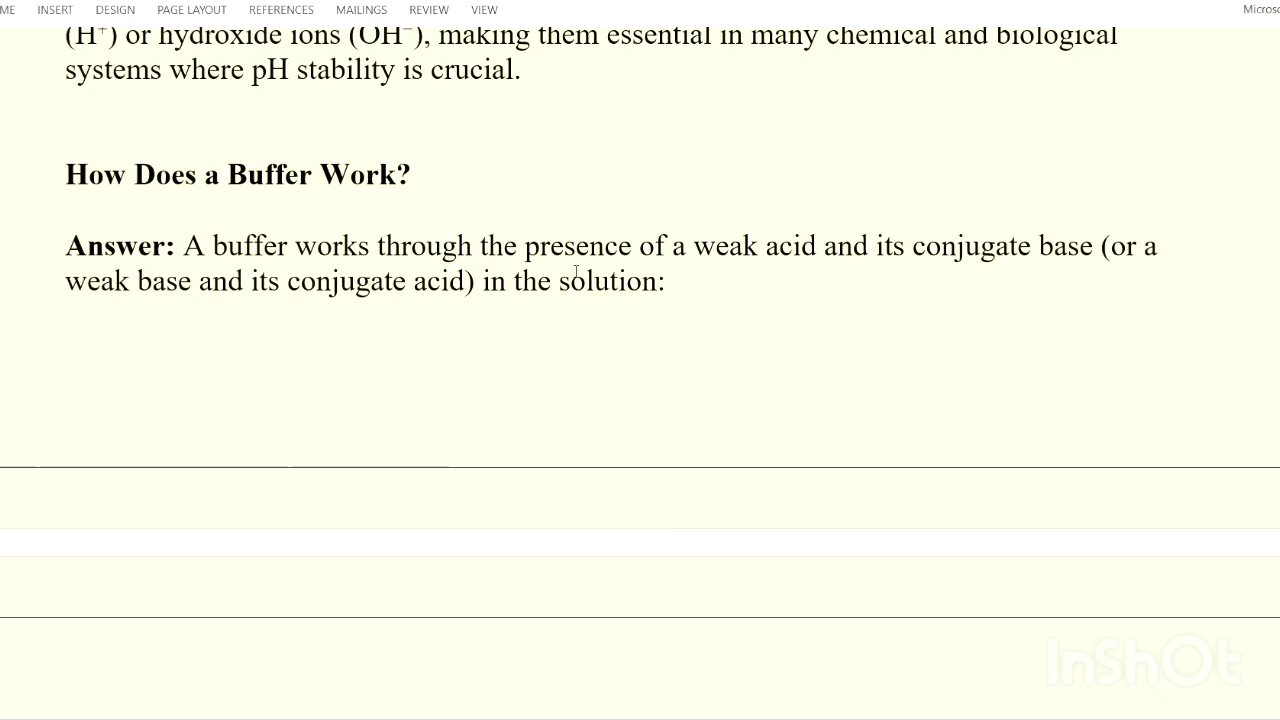 ME INSERT DESIGN PAGE LAYOUT REFERENCES MAILINGS REVIEW VIEW Microso
(H⁺) or hydroxide ions (OH⁻), making them essential in many chemical and biological
systems where pH stability is crucial.
How Does a Buffer Work?
Answer: A buffer works through the presence of a weak acid and its conjugate base (or a
weak base and its conjugate acid) in the solution:
InShOt